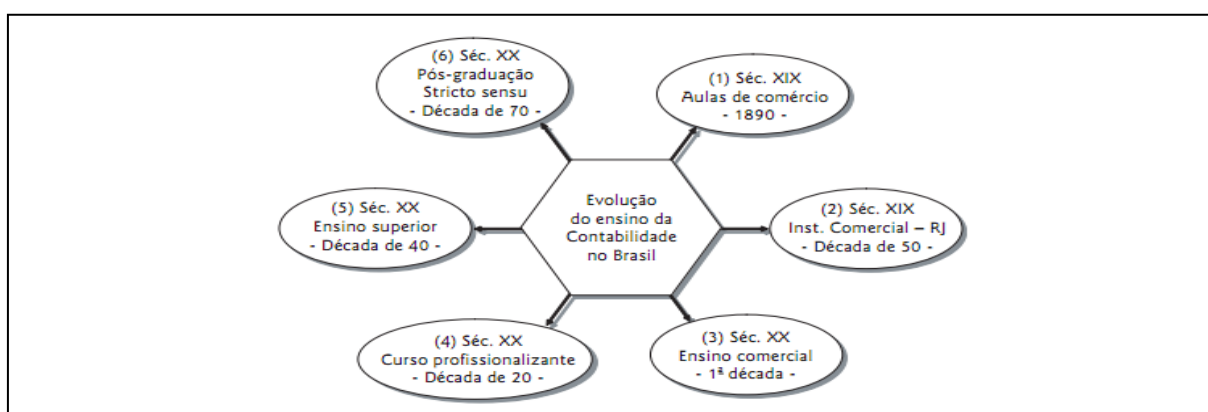 (6) Séc. XX
Pós-graduação
Stricto sensu
- Década de 70 -
(1) Séc. XIX
Aulas de comércio
- 1890 -
Evolução
do ensino da
Contabilidade
no Brasil
(5) Séc. XX
Ensino superior
- Década de 40 -
(2) Séc. XIX
Inst. Comercial – RJ
- Década de 50 -
(4) Séc. XX
Curso profissionalizante
- Década de 20 -
(3) Séc. XX
Ensino comercial
- 1ª década -